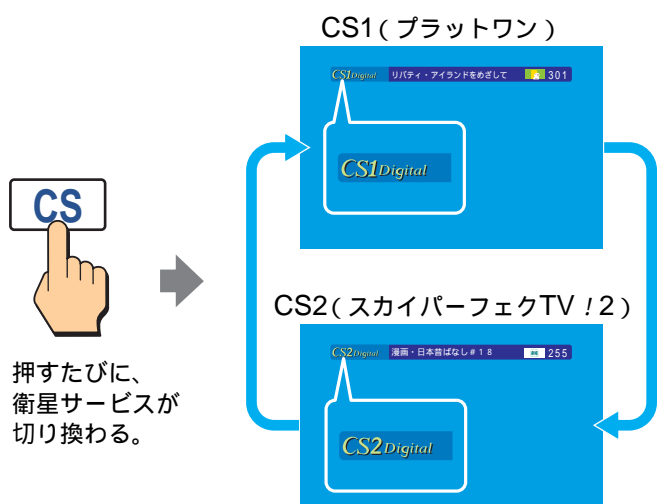 CS1(プラットワン)
CS1Digital リバティ・アイランドをめざして 301
CS1Digital
CS
押すたびに、
衛星サービスが
切り換わる。
CS2(スカイパーフェクTV!2)
CS2Digital 漫画・日本昔ばなし#18 255
CS2Digital